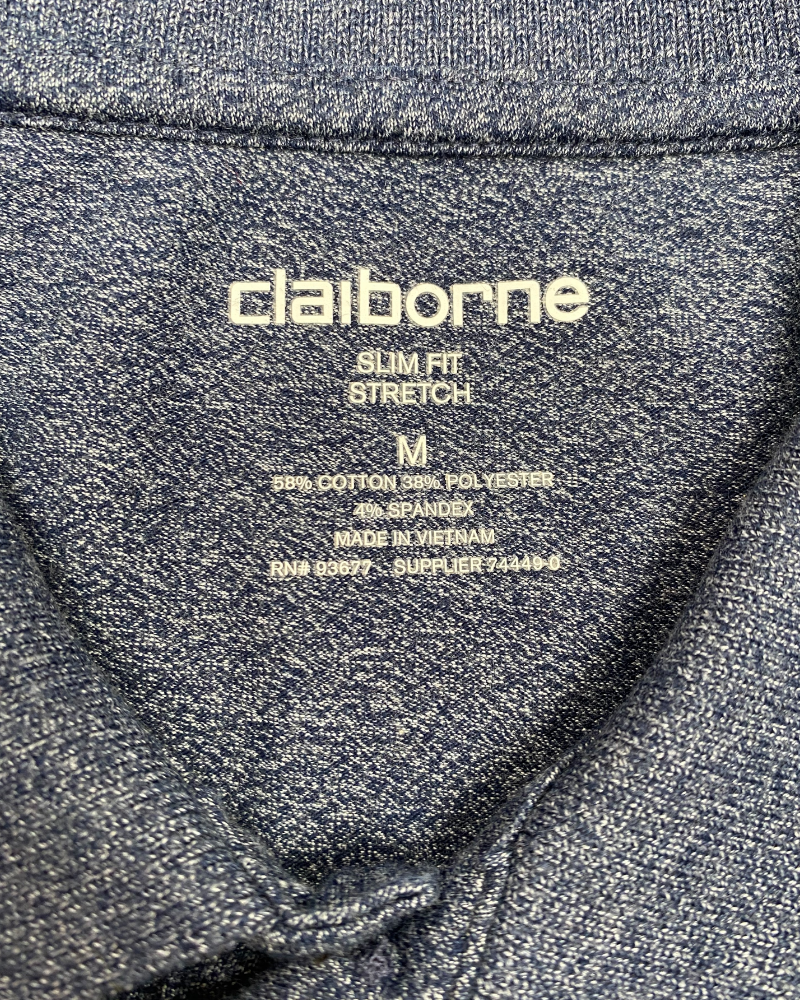 claiborne
SLIM FIT
STRETCH
M
58% COTTON 38% POLYESTER
4% SPANDEX
MADE IN VIETNAM
RN# 93677 SUPPLIER 74449-0